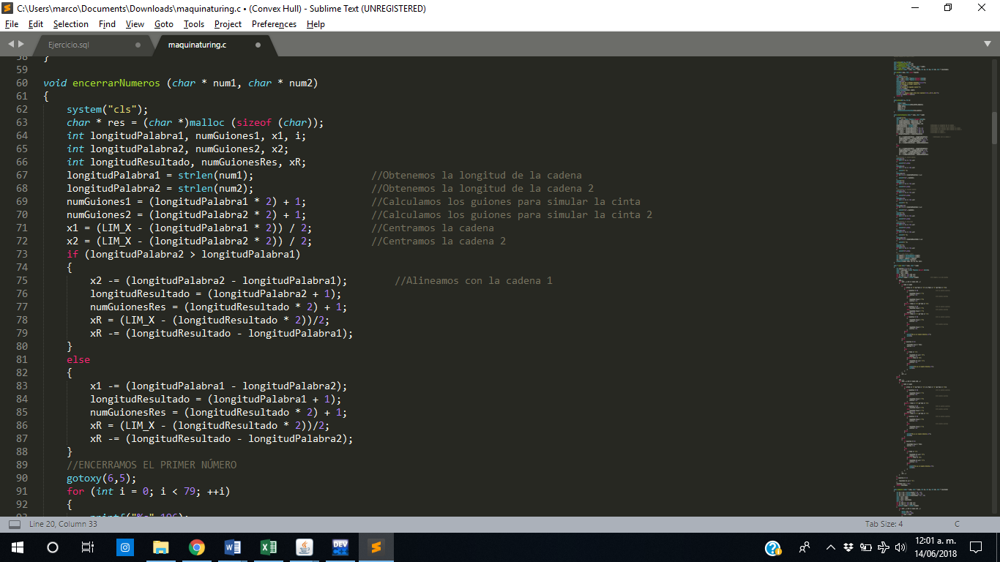 C:\Users\marco\Documents\Downloads\maquinaturing.c • (Convex Hull) - Sublime Text (UNREGISTERED)
File Edit Selection Find View Goto Tools Project Preferences Help
Ejercicio.sql maquinaturing.c
58 }
59
60 void encerrarNumeros (char * num1, char * num2)
61 {
62 system("cls");
63 char * res = (char *)malloc (sizeof (char));
64 int longitudPalabra1, numGuiones1, x1, i;
65 int longitudPalabra2, numGuiones2, x2;
66 int longitudResultado, numGuionesRes, xR;
67 longitudPalabra1 = strlen(num1); //Obtenemos la longitud de la cadena
68 longitudPalabra2 = strlen(num2); //Obtenemos la longitud de la cadena 2
69 numGuiones1 = (longitudPalabra1 * 2) + 1; //Calculamos los guiones para simular la cinta
70 numGuiones2 = (longitudPalabra2 * 2) + 1; //Calculamos los guiones para simular la cinta 2
71 x1 = (LIM_X - (longitudPalabra1 * 2)) / 2; //Centramos la cadena
72 x2 = (LIM_X - (longitudPalabra2 * 2)) / 2; //Centramos la cadena 2
73 if (longitudPalabra2 > longitudPalabra1)
74 {
75 x2 -= (longitudPalabra2 - longitudPalabra1); //Alineamos con la cadena 1
76 longitudResultado = (longitudPalabra2 + 1);
77 numGuionesRes = (longitudResultado * 2) + 1;
78 xR = (LIM_X - (longitudResultado * 2))/2;
79 xR -= (longitudResultado - longitudPalabra1);
80 }
81 else
82 {
83 x1 -= (longitudPalabra1 - longitudPalabra2);
84 longitudResultado = (longitudPalabra1 + 1);
85 numGuionesRes = (longitudResultado * 2) + 1;
86 xR = (LIM_X - (longitudResultado * 2))/2;
87 xR -= (longitudResultado - longitudPalabra2);
88 }
89 //ENCERRAMOS EL PRIMER NÚMERO
90 gotoxy(6,5);
91 for (int i = 0; i < 79; ++i)
92 {
93 printf("%c",196);
Line 20, Column 33 Tab Size: 4 C
DEV
12:01 a. m.
14/06/2018